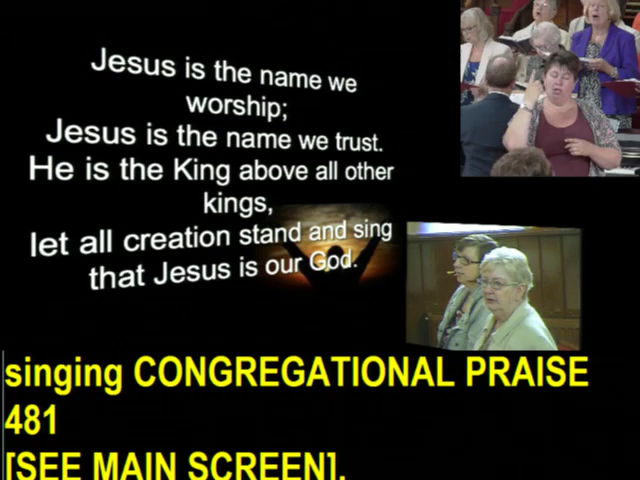 Jesus is the name we
worship;
Jesus is the name we trust.
He is the King above all other
kings,
let all creation stand and sing
that Jesus is our God.
singing CONGREGATIONAL PRAISE
481
[SEE MAIN SCREEN].